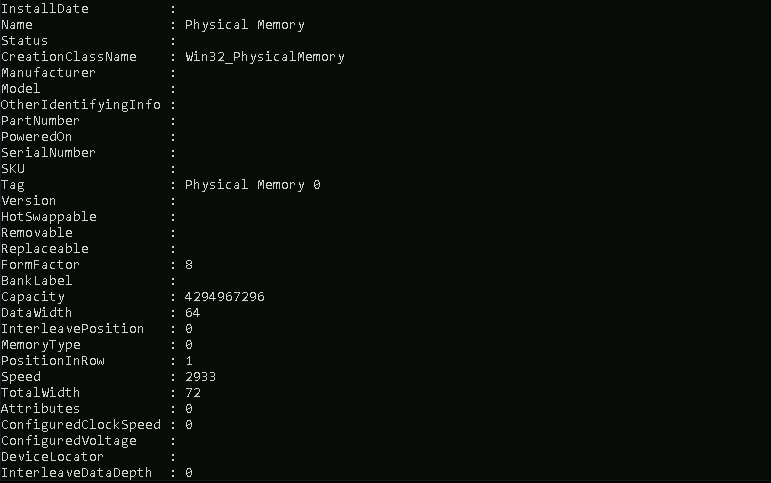 InstallDate          :
Name                 : Physical Memory
Status               :
CreationClassName    : Win32_PhysicalMemory
Manufacturer         :
Model                :
OtherIdentifyingInfo :
PartNumber           :
PoweredOn            :
SerialNumber         :
SKU                  :
Tag                  : Physical Memory 0
Version              :
HotSwappable         :
Removable            :
Replaceable          :
FormFactor           : 8
BankLabel            :
Capacity             : 4294967296
DataWidth            : 64
InterleavePosition   : 0
MemoryType           : 0
PositionInRow        : 1
Speed                : 2933
TotalWidth           : 72
Attributes           : 0
ConfiguredClockSpeed : 0
ConfiguredVoltage    :
DeviceLocator        :
InterleaveDataDepth  : 0